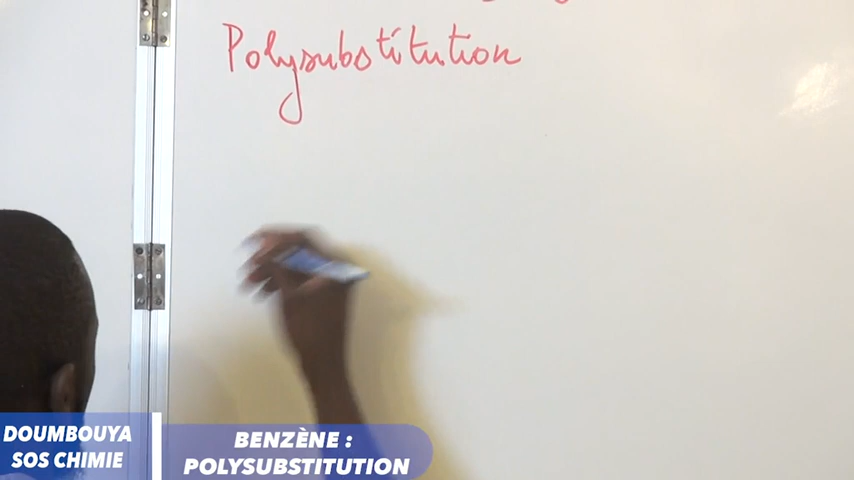 Polysubstitution
DOUMBOUYA
SOS CHIMIE
BENZÈNE :
POLYSUBSTITUTION